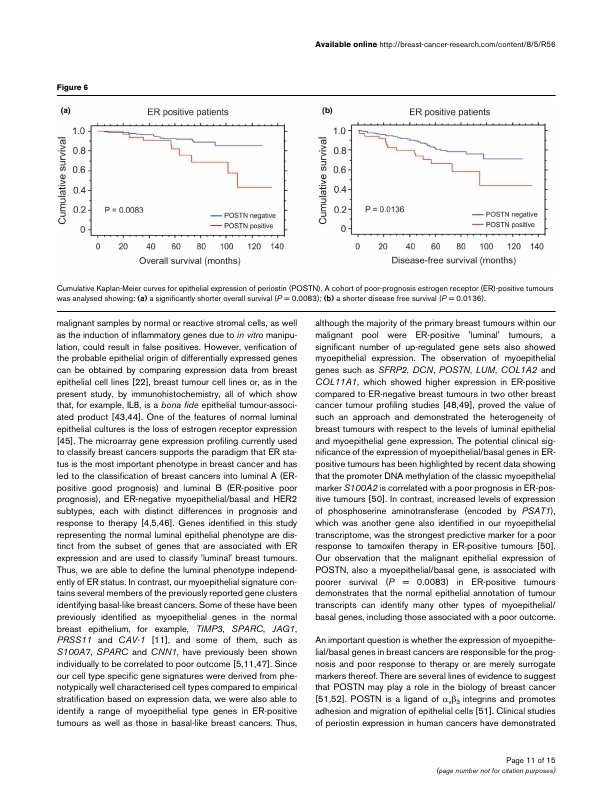 Available online http://breast-cancer-research.com/content/8/5/R56
Figure 6
(a)
ER positive patients
Cumulative survival
1.0
0.8
0.6
0.4
0.2
0
P = 0.0083
POSTN negative
POSTN positive
0 20 40 60 80 100 120 140
Overall survival (months)
(b)
ER positive patients
Cumulative survival
1.0
0.8
0.6
0.4
0.2
0
P = 0.0136
POSTN negative
POSTN positive
0 20 40 60 80 100 120 140
Disease-free survival (months)
Cumulative Kaplan-Meier curves for epithelial expression of periostin (POSTN). A cohort of poor-prognosis estrogen receptor (ER)-positive tumours
was analysed showing: (a) a significantly shorter overall survival (P = 0.0083); (b) a shorter disease free survival (P = 0.0136).
malignant samples by normal or reactive stromal cells, as well
as the induction of inflammatory genes due to in vitro manipu-
lation, could result in false positives. However, verification of
the probable epithelial origin of differentially expressed genes
can be obtained by comparing expression data from breast
epithelial cell lines [22], breast tumour cell lines or, as in the
present study, by immunohistochemistry, all of which show
that, for example, IL8, is a bona fide epithelial tumour-associ-
ated product [43,44]. One of the features of normal luminal
epithelial cultures is the loss of estrogen receptor expression
[45]. The microarray gene expression profiling currently used
to classify breast cancers supports the paradigm that ER sta-
tus is the most important phenotype in breast cancer and has
led to the classification of breast cancers into luminal A (ER-
positive good prognosis) and luminal B (ER-positive poor
prognosis), and ER-negative myoepithelial/basal and HER2
subtypes, each with distinct differences in prognosis and
response to therapy [4,5,46]. Genes identified in this study
representing the normal luminal epithelial phenotype are dis-
tinct from the subset of genes that are associated with ER
expression and are used to classify 'luminal' breast tumours.
Thus, we are able to define the luminal phenotype independ-
ently of ER status. In contrast, our myoepithelial signature con-
tains several members of the previously reported gene clusters
identifying basal-like breast cancers. Some of these have been
previously identified as myoepithelial genes in the normal
breast epithelium, for example, TIMP3, SPARC, JAG1,
PRSS11 and CAV-1 [11], and some of them, such as
S100A7, SPARC and CNN1, have previously been shown
individually to be correlated to poor outcome [5,11,47]. Since
our cell type specific gene signatures were derived from phe-
notypically well characterised cell types compared to empirical
stratification based on expression data, we were also able to
identify a range of myoepithelial type genes in ER-positive
tumours as well as those in basal-like breast cancers. Thus,
although the majority of the primary breast tumours within our
malignant pool were ER-positive 'luminal' tumours, a
significant number of up-regulated gene sets also showed
myoepithelial expression. The observation of myoepithelial
genes such as SFRP2, DCN, POSTN, LUM, COL1A2 and
COL11A1, which showed higher expression in ER-positive
compared to ER-negative breast tumours in two other breast
cancer tumour profiling studies [48,49], proved the value of
such an approach and demonstrated the heterogeneity of
breast tumours with respect to the levels of luminal epithelial
and myoepithelial gene expression. The potential clinical sig-
nificance of the expression of myoepithelial/basal genes in ER-
positive tumours has been highlighted by recent data showing
that the promoter DNA methylation of the classic myoepithelial
marker S100A2 is correlated with a poor prognosis in ER-pos-
itive tumours [50]. In contrast, increased levels of expression
of phosphoserine aminotransferase (encoded by PSAT1),
which was another gene also identified in our myoepithelial
transcriptome, was the strongest predictive marker for a poor
response to tamoxifen therapy in ER-positive tumours [50].
Our observation that the malignant epithelial expression of
POSTN, also a myoepithelial/basal gene, is associated with
poorer survival (P = 0.0083) in ER-positive tumours
demonstrates that the normal epithelial annotation of tumour
transcripts can identify many other types of myoepithelial/
basal genes, including those associated with a poor outcome.
An important question is whether the expression of myoepithe-
lial/basal genes in breast cancers are responsible for the prog-
nosis and poor response to therapy or are merely surrogate
markers thereof. There are several lines of evidence to suggest
that POSTN may play a role in the biology of breast cancer
[51,52]. POSTN is a ligand of αvβ3 integrins and promotes
adhesion and migration of epithelial cells [51]. Clinical studies
of periostin expression in human cancers have demonstrated
Page 11 of 15
(page number not for citation purposes)